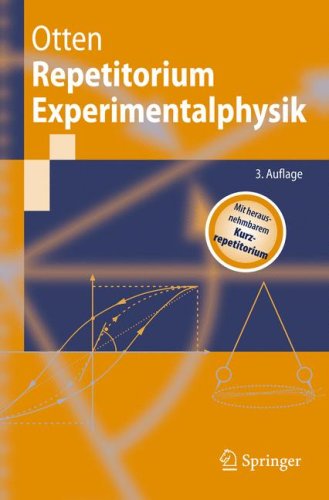 Otten
Repetitorium
Experimentalphysik
3. Auflage
Mit heraus-
nehmbarem
Kurz-
repetitorium
Springer